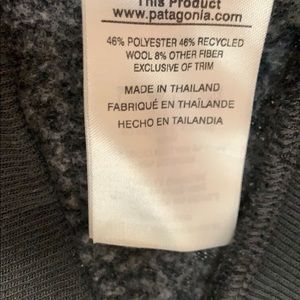 This Product
www.patagonia.com
46% POLYESTER 46% RECYCLED
WOOL 8% OTHER FIBER
EXCLUSIVE OF TRIM
MADE IN THAILAND
FABRIQUÉ EN THAÏLANDE
HECHO EN TAILANDIA